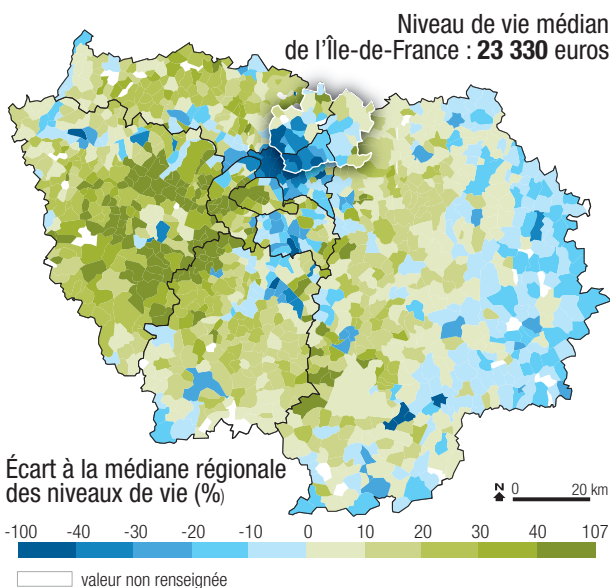 Niveau de vie médian
de l’Île-de-France : 23 330 euros
Écart à la médiane régionale
des niveaux de vie (%)
N 0 20 km
-100 -40 -30 -20 -10 0 10 20 30 40 107
valeur non renseignée